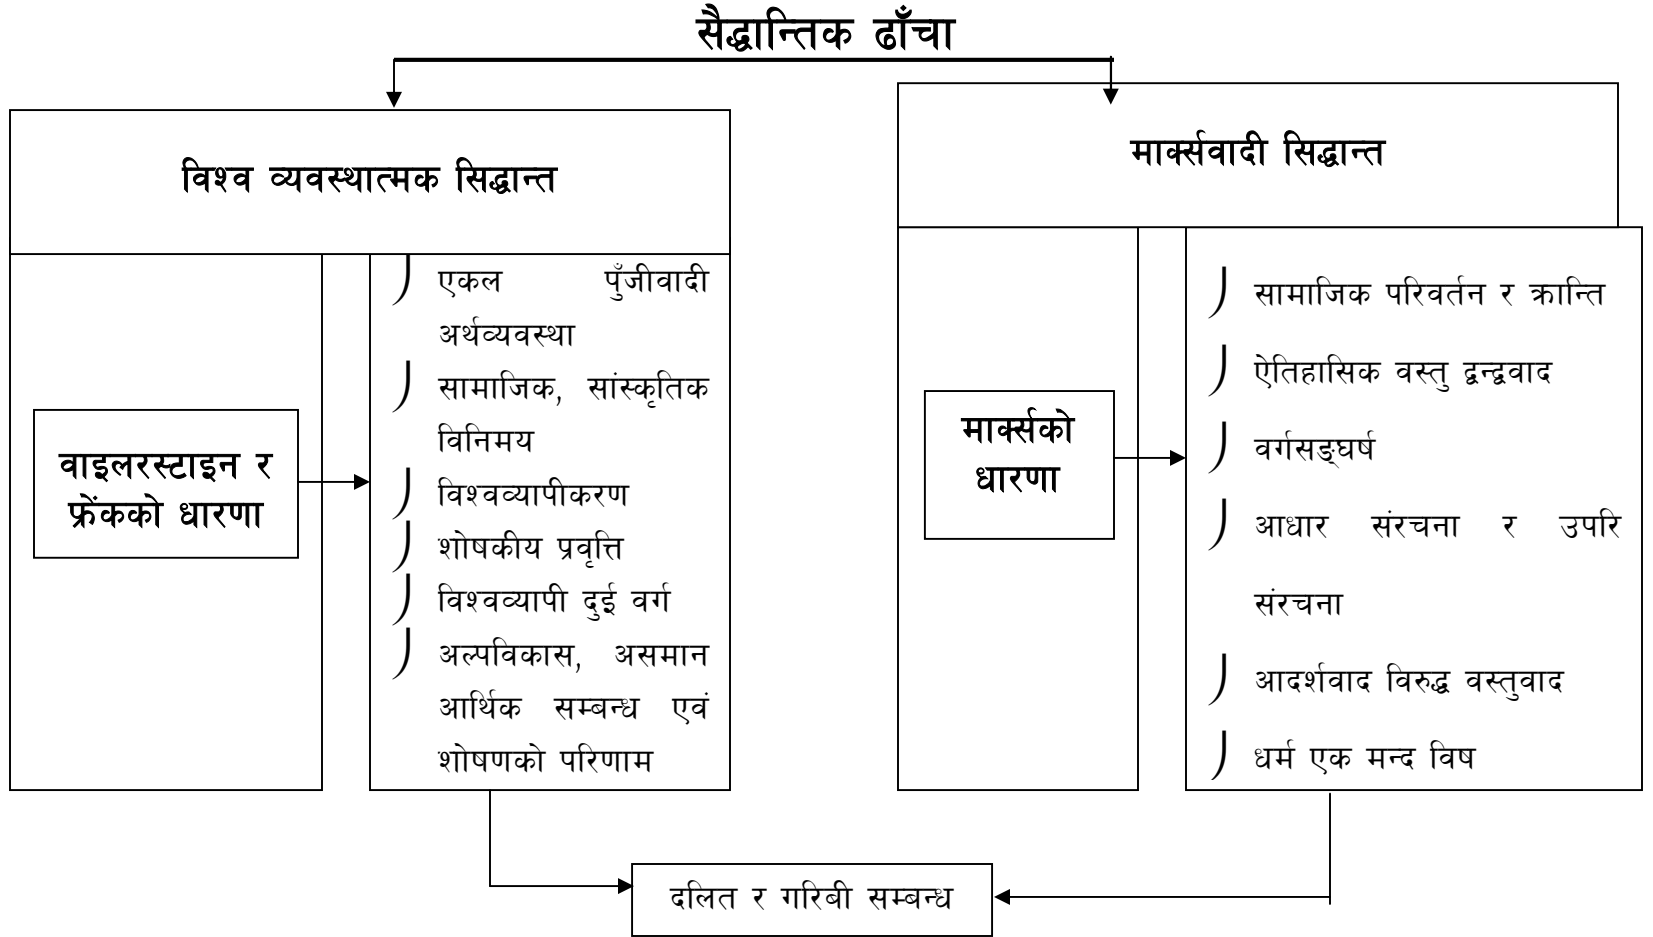 सैद्धान्तिक ढाँचा
विश्व व्यवस्थात्मक सिद्धान्त
वाइलरस्टाइन र
फ्रेंकको धारणा
एकल पुँजीवादी
अर्थव्यवस्था
सामाजिक, सांस्कृतिक
विनिमय
विश्वव्यापीकरण
शोषकीय प्रवृत्ति
विश्वव्यापी दुई वर्ग
अल्पविकास, असमान
आर्थिक सम्बन्ध एवं
शोषणको परिणाम
मार्क्सवादी सिद्धान्त
मार्क्सको
धारणा
सामाजिक परिवर्तन र क्रान्ति
ऐतिहासिक वस्तु द्वन्द्ववाद
वर्गसङ्घर्ष
आधार संरचना र उपरि
संरचना
आदर्शवाद विरुद्ध वस्तुवाद
धर्म एक मन्द विष
दलित र गरिबी सम्बन्ध